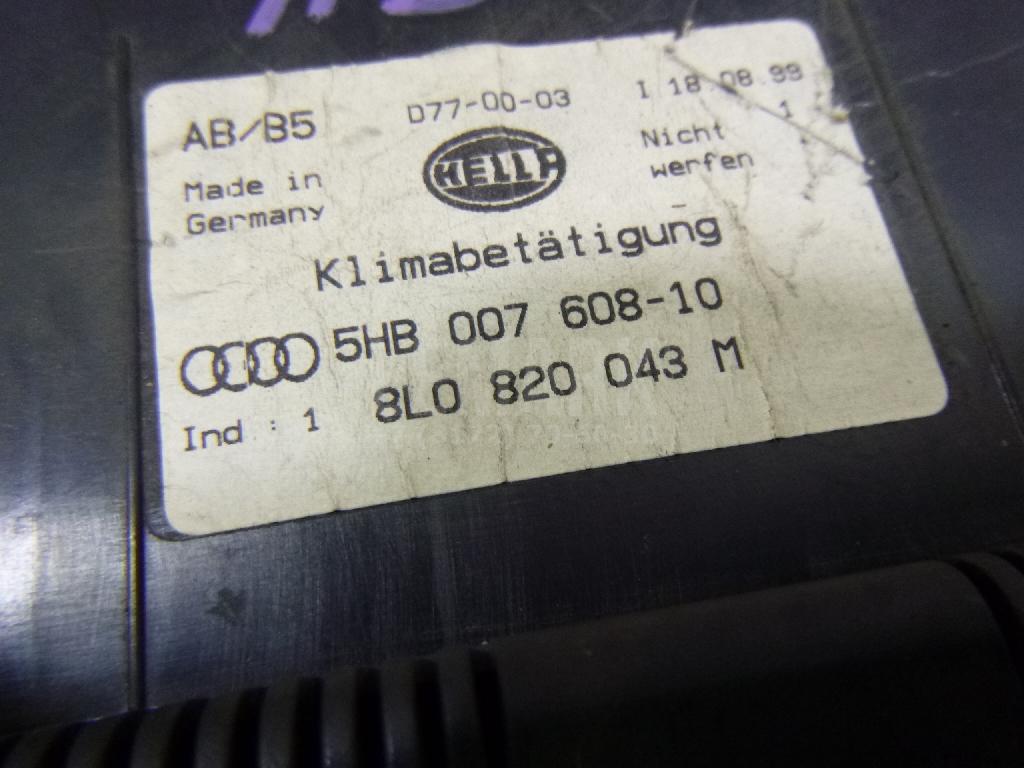 AB/B5
D77-00-03
I 18.08.99
1
HELLA
Nicht
werfen
Made in
Germany
Klimabetätigung
5HB 007 608-10
8L0 820 043 M
Ind : 1